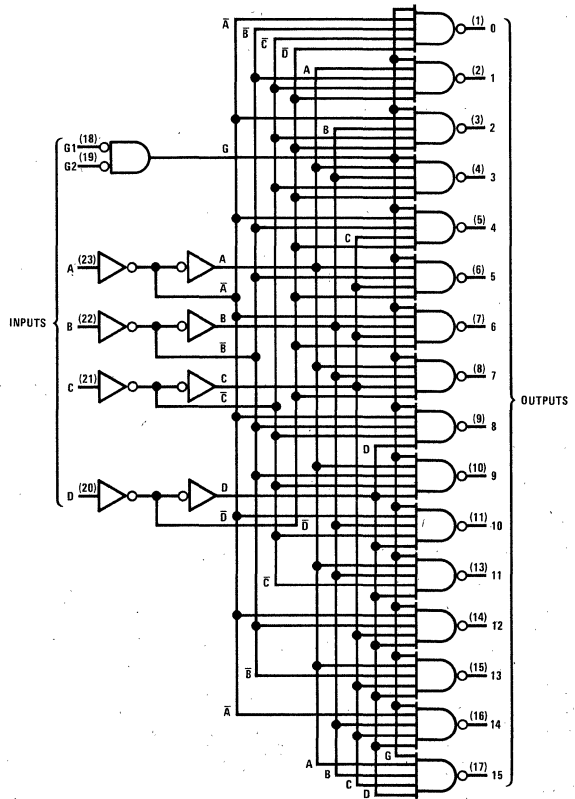 A̅
(1)
0
B̅
C̅
D̅
A
(2)
1
(3)
2
B
G1 (18)
G2 (19)
G
(4)
3
(5)
4
C
A (23)
A
A̅
(6)
5
INPUTS
B (22)
B
B̅
(7)
6
C (21)
C
C̅
(8)
7
OUTPUTS
(9)
8
D
(10)
9
D (20)
D
D̅
D̅
(11)
10
C̅
(13)
11
(14)
12
B̅
(15)
13
A̅
(16)
14
G
A
B
C
D
(17)
15